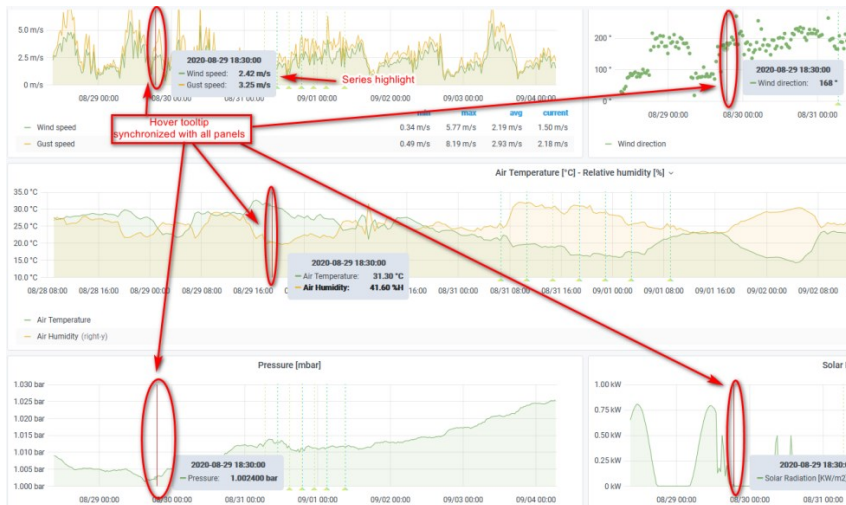 5.0 m/s
2.5 m/s
0 m/s
08/29 00:00 08/30 00:00 08/31 00:00 09/01 00:00 09/02 00:00 09/03 00:00 09/04 00:00
2020-08-29 18:30:00
Wind speed: 2.42 m/s
Gust speed: 3.25 m/s
Series highlight
min max avg current
Wind speed 0.34 m/s 5.77 m/s 2.19 m/s 1.50 m/s
Gust speed 0.49 m/s 8.19 m/s 2.93 m/s 2.18 m/s
200 °
100 °
0 °
08/29 00:00 08/30 00:00 08/31 00:00
2020-08-29 18:30:00
Wind direction: 168 °
Wind direction
Hover tooltip
synchronized with all panels
Air Temperature [°C] - Relative humidity [%]
35.0 °C
30.0 °C
25.0 °C
20.0 °C
15.0 °C
10.0 °C
08/28 08:00 08/28 16:00 08/29 00:00 08/29 08:00 08/29 16:00 08/31 08:00 08/31 16:00 09/01 00:00 09/01 08:00 09/01 16:00 09/02 00:00 09/02 08:00
2020-08-29 18:30:00
Air Temperature: 31.30 °C
Air Humidity: 41.60 %H
Air Temperature
Air Humidity (right-y)
Pressure [mbar]
1.030 bar
1.025 bar
1.020 bar
1.015 bar
1.010 bar
1.005 bar
1.000 bar
08/29 00:00 08/30 00:00 08/31 00:00 09/01 00:00 09/02 00:00 09/03 00:00 09/04 00:00
2020-08-29 18:30:00
Pressure: 1.002400 bar
Solar
1.00 kW
0.75 kW
0.50 kW
0.25 kW
0 kW
08/29 00:00 08/30 00:00 08/31 00:00
2020-08-29 18:30:0
Solar Radiation [KW/m2